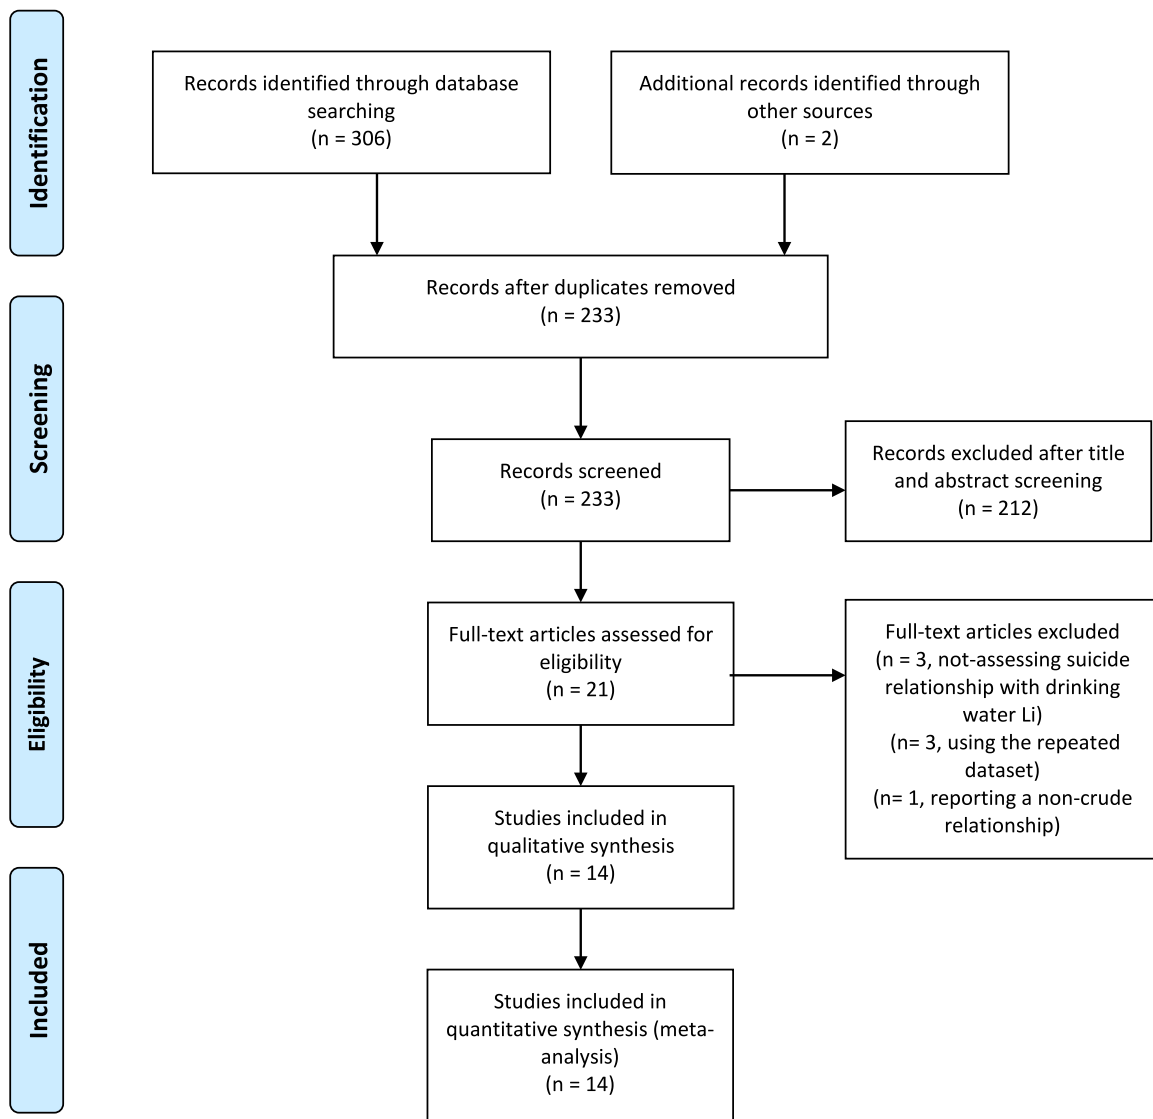 Identification
Records identified through database
searching
(n = 306)
Additional records identified through
other sources
(n = 2)
Records after duplicates removed
(n = 233)
Screening
Records screened
(n = 233)
Records excluded after title
and abstract screening
(n = 212)
Eligibility
Full-text articles assessed for
eligibility
(n = 21)
Full-text articles excluded
(n = 3, not-assessing suicide
relationship with drinking
water Li)
(n= 3, using the repeated
dataset)
(n= 1, reporting a non-crude
relationship)
Studies included in
qualitative synthesis
(n = 14)
Included
Studies included in
quantitative synthesis (meta-
analysis)
(n = 14)